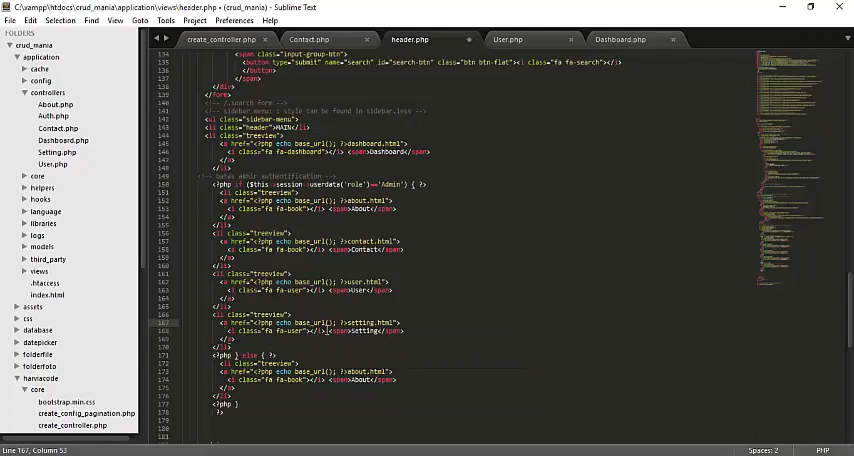 C:\xampp\htdocs\crud_mania\application\views\header.php • (crud_mania) - Sublime Text
File Edit Selection Find View Goto Tools Project Preferences Help
FOLDERS
crud_mania
application
cache
config
controllers
About.php
Auth.php
Contact.php
Dashboard.php
Setting.php
User.php
core
helpers
hooks
language
libraries
logs
models
third_party
views
.htaccess
index.html
assets
css
database
datepicker
folderfile
folderfoto
harviacode
core
bootstrap.min.css
create_config_pagination.php
create_controller.php
create_controller.php Contact.php header.php User.php Dashboard.php
134 <span class="input-group-btn">
135 <button type="submit" name="search" id="search-btn" class="btn btn-flat"><i class="fa fa-search"></i>
136 </button>
137 </span>
138 </div>
139 </form>
140 <!-- /.search form -->
141 <!-- sidebar menu: : style can be found in sidebar.less -->
142 <ul class="sidebar-menu">
143 <li class="header">MAIN</li>
144 <li class="treeview">
145 <a href="<?php echo base_url(); ?>dashboard.html">
146 <i class="fa fa-dashboard"></i> <span>Dashboard</span>
147 </a>
148 </li>
149 <!-- batas akhir authentification -->
150 <?php if ($this->session->userdata('role')=='Admin') { ?>
151 <li class="treeview">
152 <a href="<?php echo base_url(); ?>about.html">
153 <i class="fa fa-book"></i> <span>About</span>
154 </a>
155 </li>
156 <li class="treeview">
157 <a href="<?php echo base_url(); ?>contact.html">
158 <i class="fa fa-book"></i> <span>Contact</span>
159 </a>
160 </li>
161 <li class="treeview">
162 <a href="<?php echo base_url(); ?>user.html">
163 <i class="fa fa-user"></i> <span>User</span>
164 </a>
165 </li>
166 <li class="treeview">
167 <a href="<?php echo base_url(); ?>setting.html">
168 <i class="fa fa-user"></i> <span>Setting</span>
169 </a>
170 </li>
171 <?php } else { ?>
172 <li class="treeview">
173 <a href="<?php echo base_url(); ?>about.html">
174 <i class="fa fa-book"></i> <span>About</span>
175 </a>
176 </li>
177 <?php }
178 ?>
179
180
181
Line 167, Column 53 Spaces: 2 PHP